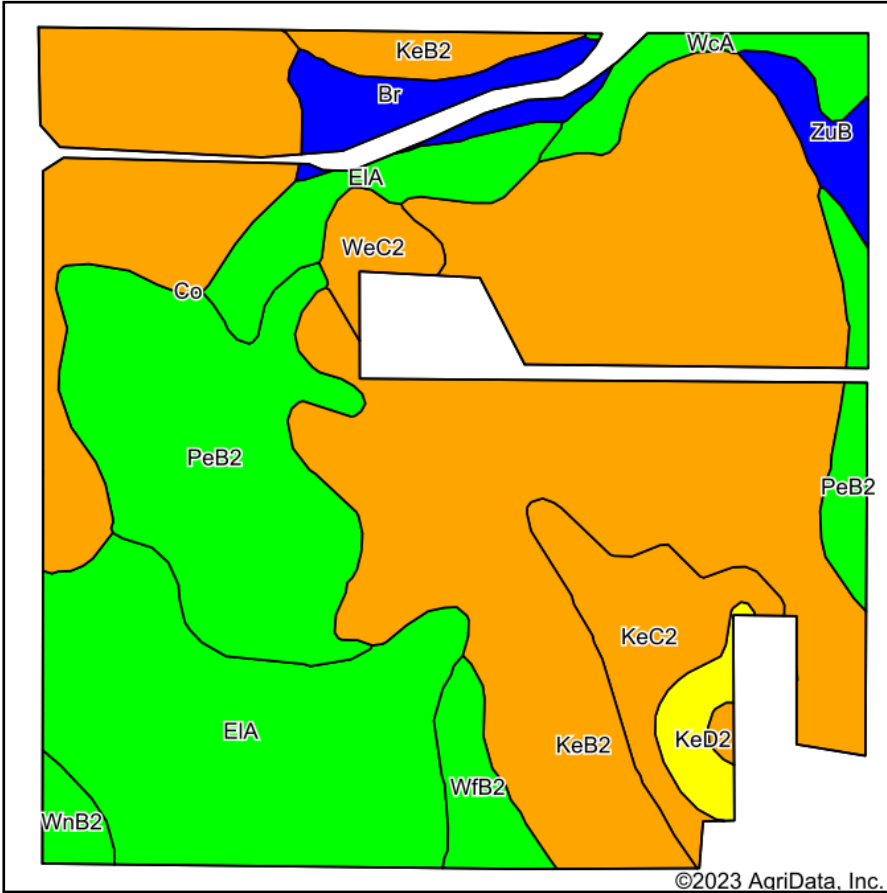 WcA
KeB2
Br
ZuB
ElA
WeC2
Co
PeB2
PeB2
KeC2
ElA
KeB2
KeD2
WfB2
WnB2
©2023 AgriData, Inc.